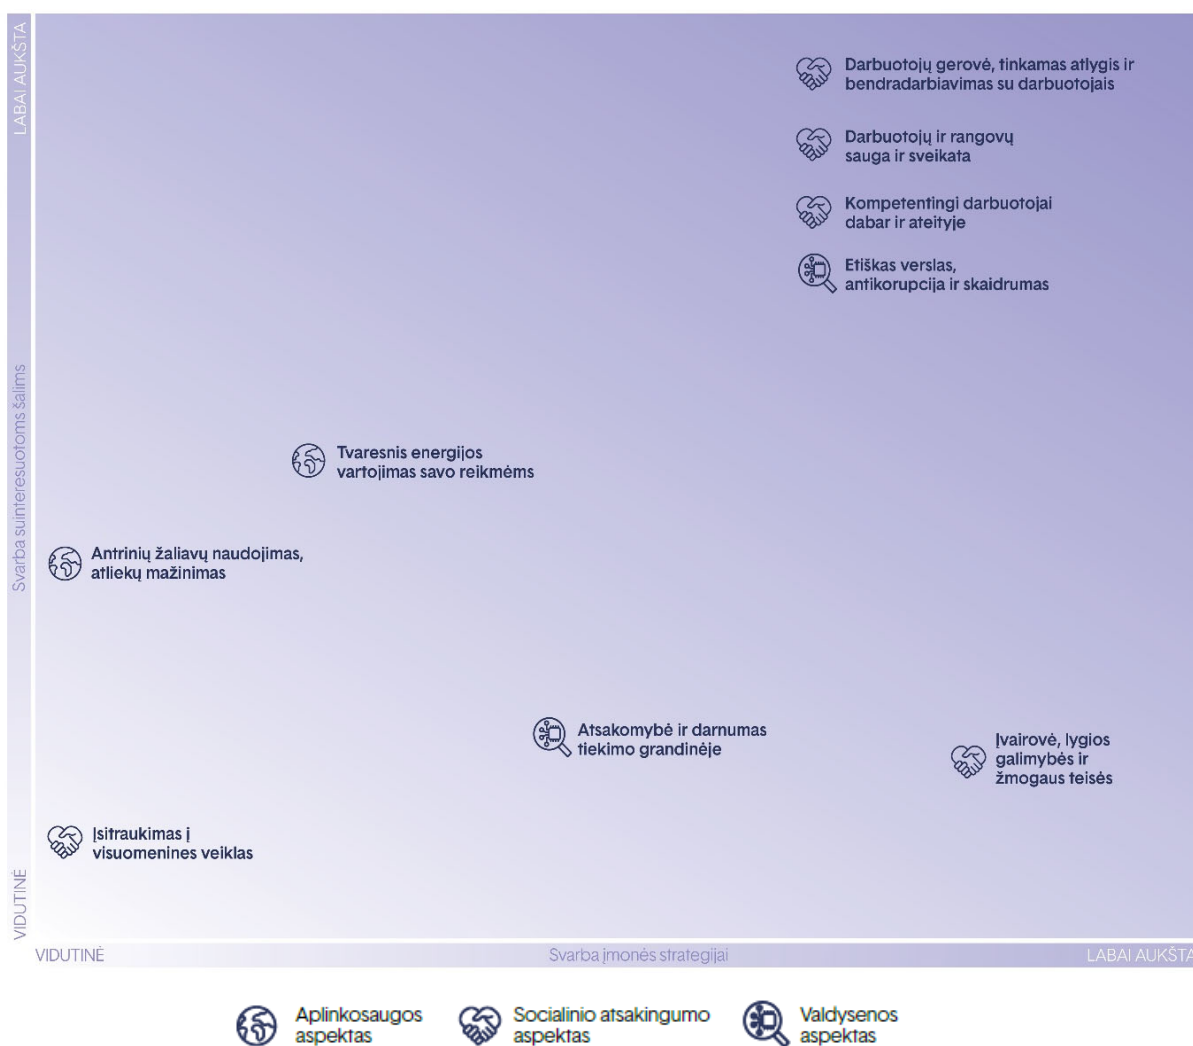 LABAI AUKŠTA
Svarba suinteresuotoms šalims
VIDUTINĖ
Darbuotojų gerovė, tinkamas atlygis ir
bendradarbiavimas su darbuotojais
Darbuotojų ir rangovų
sauga ir sveikata
Kompetentingi darbuotojai
dabar ir ateityje
Etiškas verslas,
antikorupcija ir skaidrumas
Tvaresnis energijos
vartojimas savo reikmėms
Antrinių žaliavų naudojimas,
atliekų mažinimas
Atsakomybė ir darnumas
tiekimo grandinėje
Įvairovė, lygios
galimybės ir
žmogaus teisės
Įsitraukimas į
visuomenines veiklas
VIDUTINĖ
Svarba įmonės strategijai
LABAI AUKŠTA
Aplinkosaugos
aspektas
Socialinio atsakingumo
aspektas
Valdysenos
aspektas